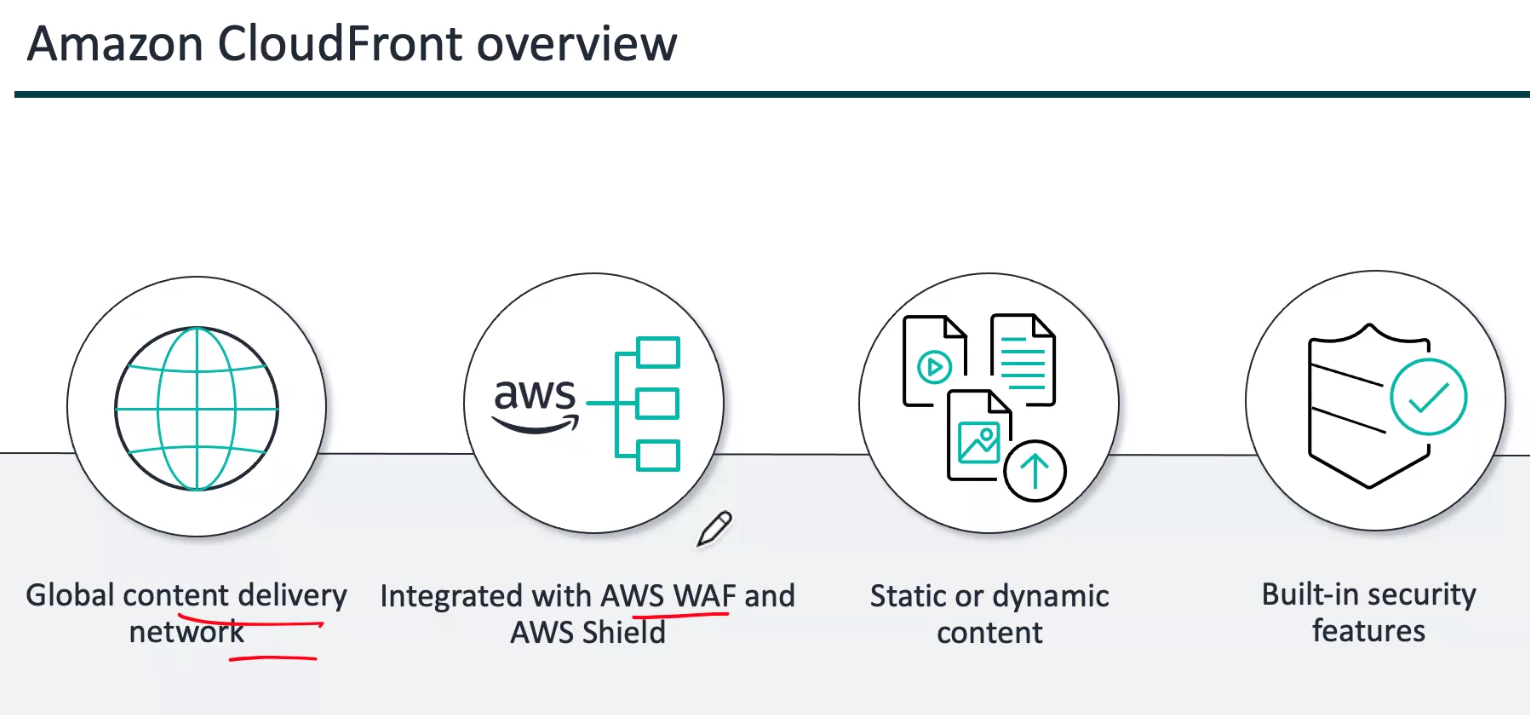 Amazon CloudFront overview
aws
Global content delivery
network
Integrated with AWS WAF and
AWS Shield
Static or dynamic
content
Built-in security
features